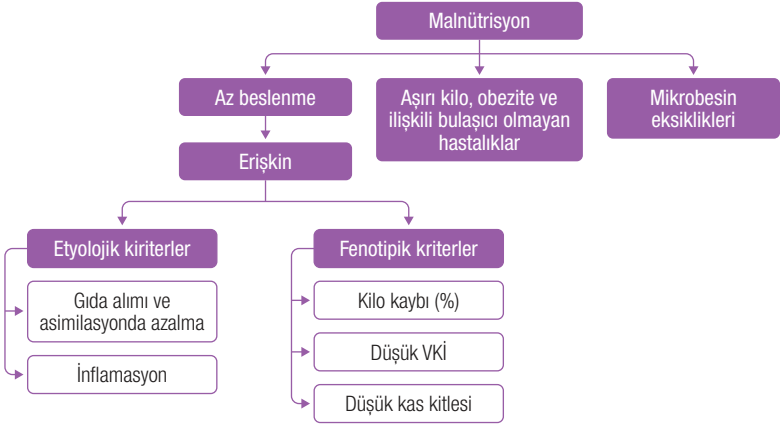 Malnütrisyon
Az beslenme
Aşırı kilo, obezite ve
ilişkili bulaşıcı olmayan
hastalıklar
Mikrobesin
eksiklikleri
Erişkin
Etyolojik kiriterler
Gıda alımı ve
asimilasyonda azalma
İnflamasyon
Fenotipik kriterler
Kilo kaybı (%)
Düşük VKİ
Düşük kas kitlesi